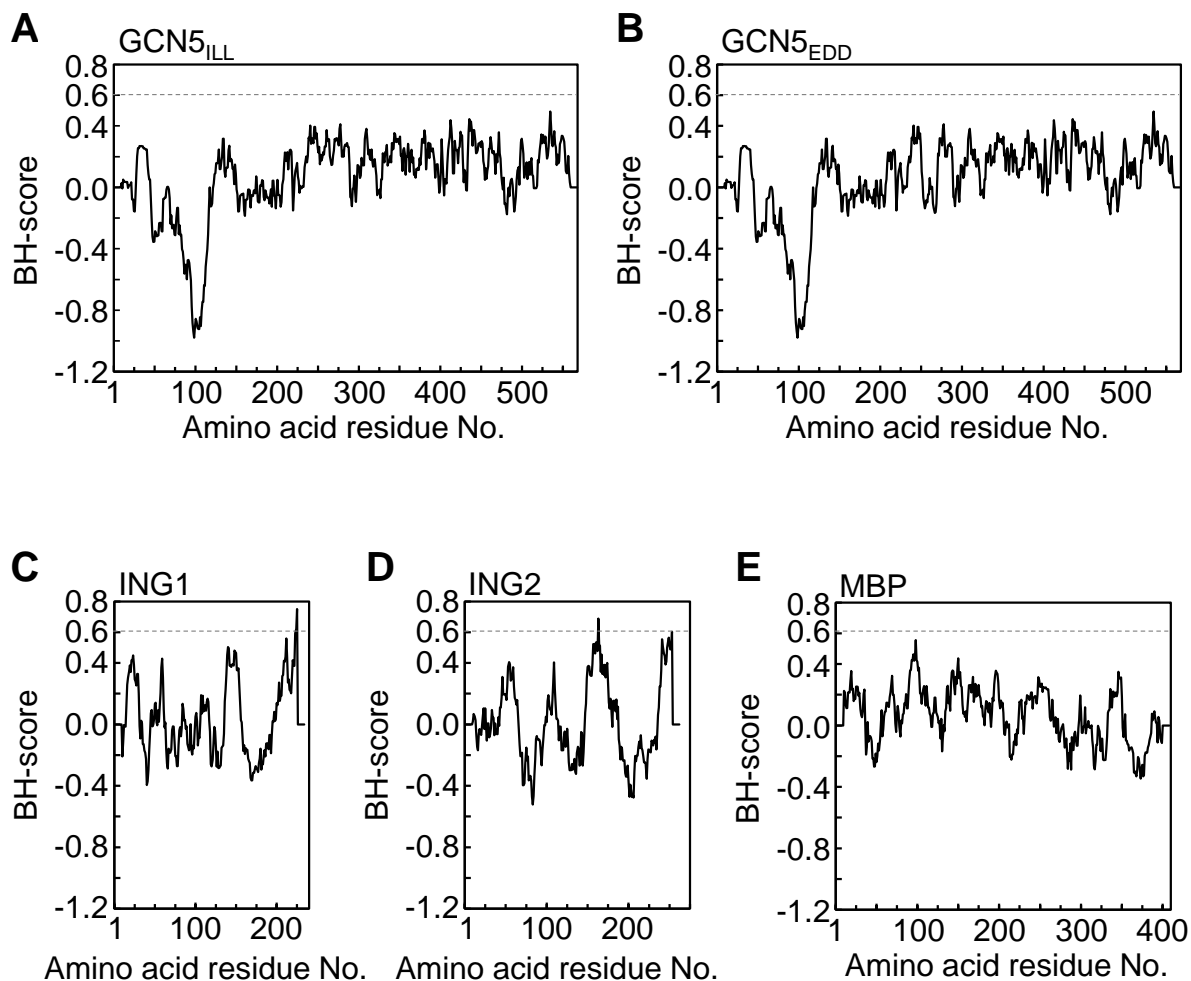 A
GCN5ILL
0.8
0.6
0.4
0.0
-0.4
-0.8
-1.2
BH-score
1 100 200 300 400 500
Amino acid residue No.
B
GCN5EDD
0.8
0.6
0.4
0.0
-0.4
-0.8
-1.2
BH-score
1 100 200 300 400 500
Amino acid residue No.
C
ING1
0.8
0.6
0.4
0.0
-0.4
-0.8
-1.2
BH-score
1 100 200
Amino acid residue No.
D
ING2
0.8
0.6
0.4
0.0
-0.4
-0.8
-1.2
BH-score
1 100 200
Amino acid residue No.
E
MBP
0.8
0.6
0.4
0.0
-0.4
-0.8
-1.2
BH-score
1 100 200 300 400
Amino acid residue No.